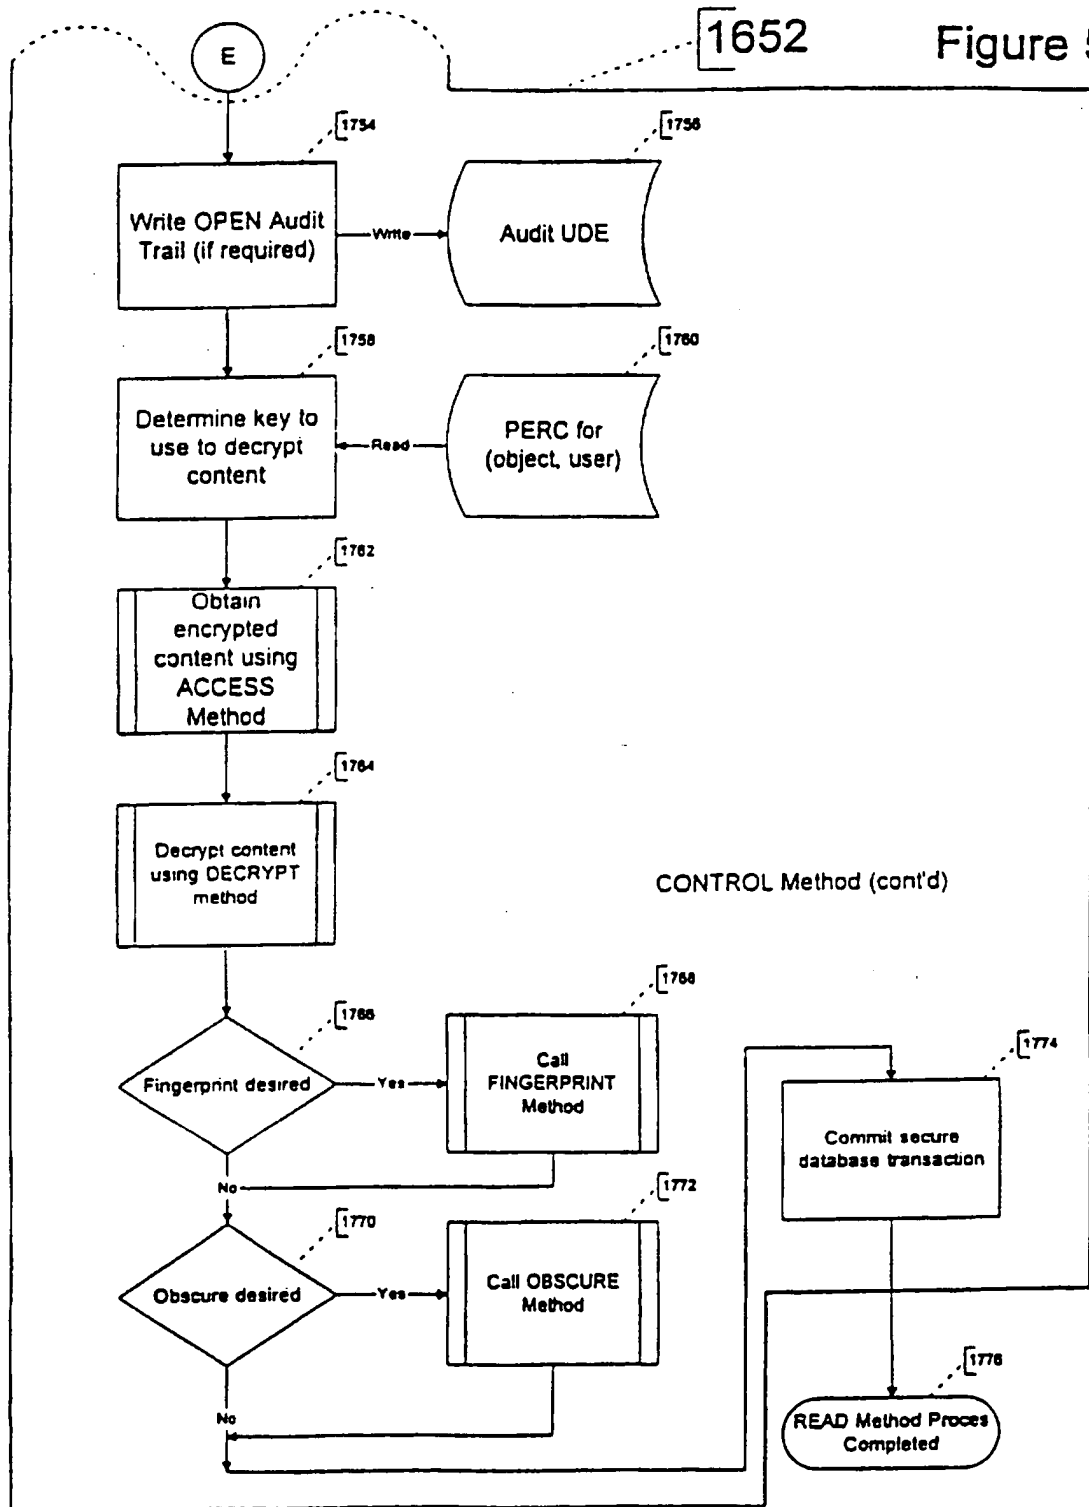 E
1652
Figure 5
1754
1756
Write OPEN Audit
Trail (if required)
Write
Audit UDE
1758
1760
Determine key to
use to decrypt
content
Read
PERC for
(object, user)
1762
Obtain
encrypted
content using
ACCESS
Method
1764
Decrypt content
using DECRYPT
method
CONTROL Method (cont'd)
1766
1768
Fingerprint desired
Yes
Call
FINGERPRINT
Method
1774
Commit secure
database transaction
No
1770
1772
Obscure desired
Yes
Call OBSCURE
Method
No
1776
READ Method Proces
Completed